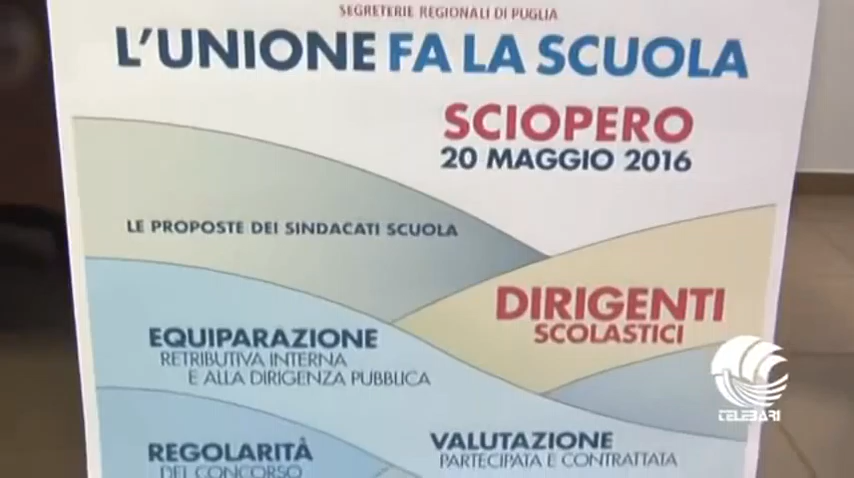 SEGRETERIE REGIONALI DI PUGLIA
L'UNIONE FA LA SCUOLA
SCIOPERO
20 MAGGIO 2016
LE PROPOSTE DEI SINDACATI SCUOLA
DIRIGENTI
SCOLASTICI
EQUIPARAZIONE
RETRIBUTIVA INTERNA
E ALLA DIRIGENZA PUBBLICA
VALUTAZIONE
PARTECIPATA E CONTRATTATA
REGOLARITÀ
DEL CONCORSO
TELEBARI